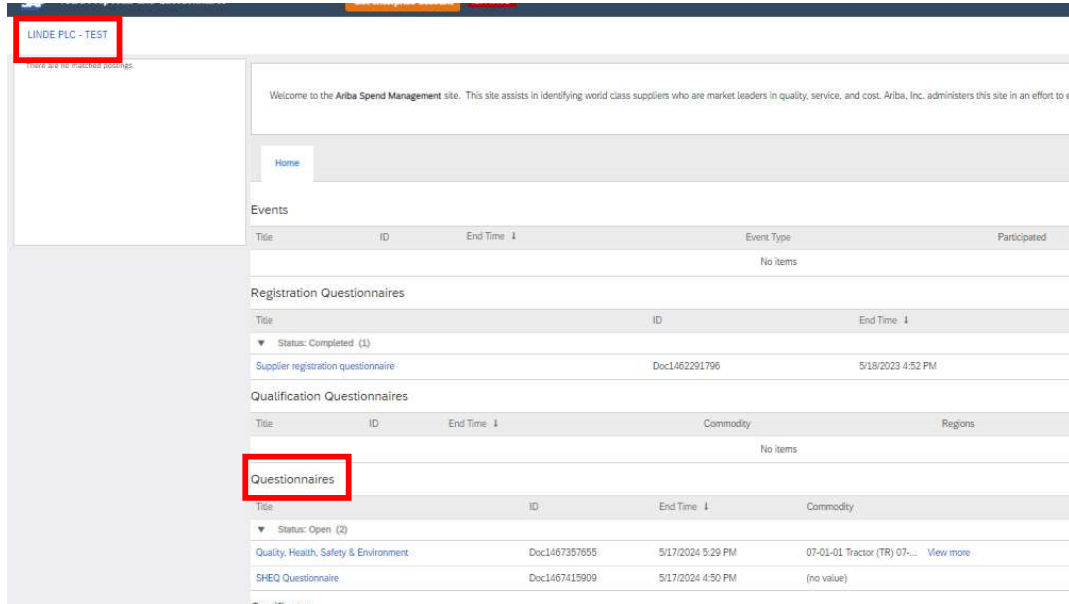 LINDE PLC - TEST
There are no matched postings.
Welcome to the Ariba Spend Management site. This site assists in identifying world class suppliers who are market leaders in quality, service, and cost. Ariba, Inc. administers this site in an effort to
Home
Events
Title ID End Time ↓ Event Type Participated
No items
Registration Questionnaires
Title ID End Time ↓
▼ Status: Completed (1)
Supplier registration questionnaire Doc1462291796 5/18/2023 4:52 PM
Qualification Questionnaires
Title ID End Time ↓ Commodity Regions
No items
Questionnaires
Title ID End Time ↓ Commodity
▼ Status: Open (2)
Quality, Health, Safety & Environment Doc1467357655 5/17/2024 5:29 PM 07-01-01 Tractor (TR) 07-... View more
SHEQ Questionnaire Doc1467415909 5/17/2024 4:50 PM (no value)